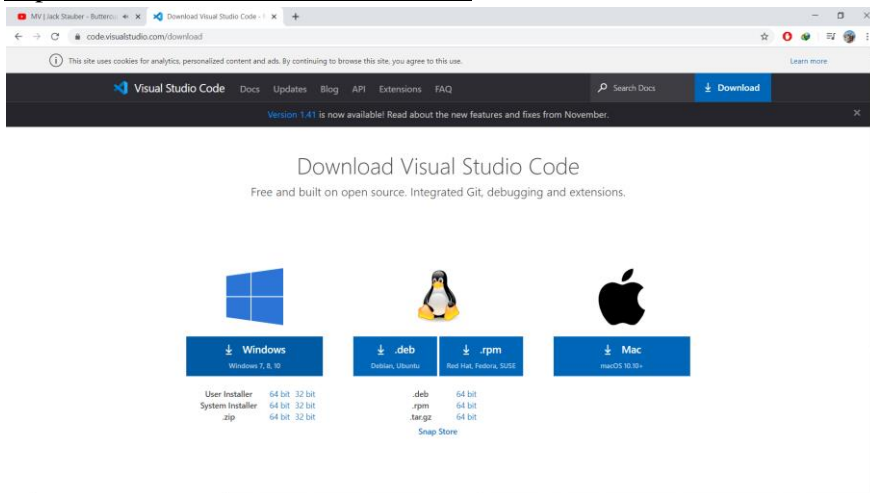 MV | Jack Stauber - Butterc
Download Visual Studio Code -
code.visualstudio.com/download
This site uses cookies for analytics, personalized content and ads. By continuing to browse this site, you agree to this use.
Learn more
Visual Studio Code Docs Updates Blog API Extensions FAQ
Search Docs
Download
Version 1.41 is now available! Read about the new features and fixes from November.
Download Visual Studio Code
Free and built on open source. Integrated Git, debugging and extensions.
Windows
Windows 7, 8, 10
User Installer 64 bit 32 bit
System Installer 64 bit 32 bit
.zip 64 bit 32 bit
.deb
Debian, Ubuntu
.rpm
Red Hat, Fedora, SUSE
.deb 64 bit
.rpm 64 bit
.tar.gz 64 bit
Snap Store
Mac
macOS 10.10+